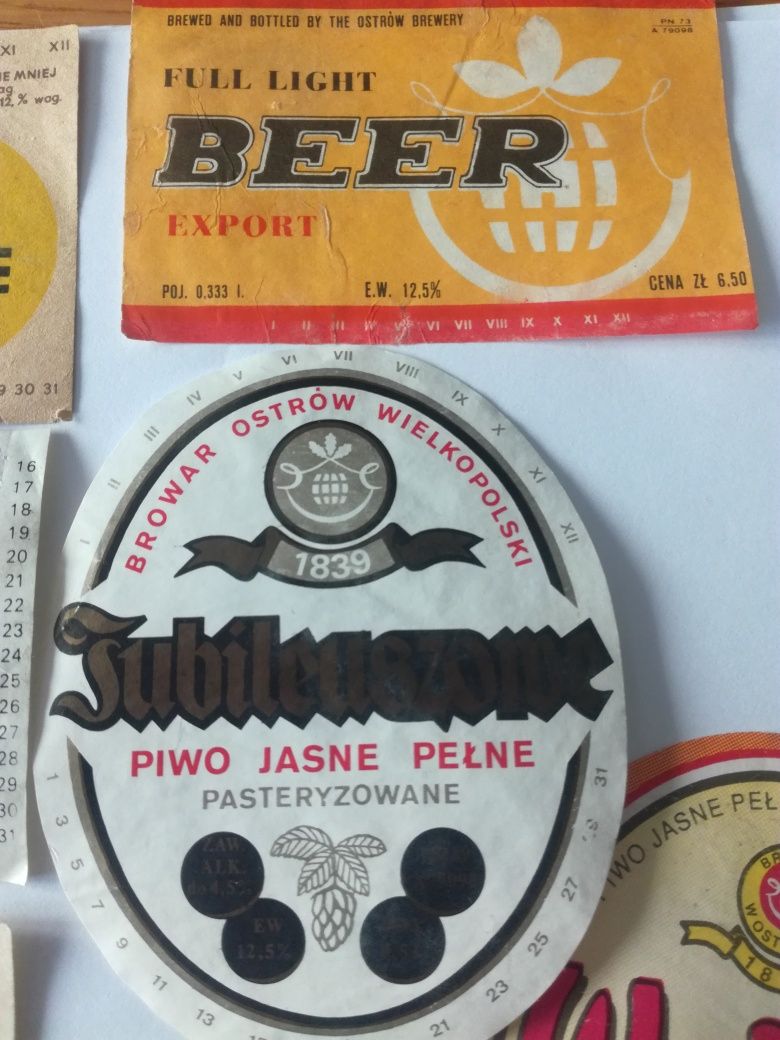 BREWED AND BOTTLED BY THE OSTRÓW BREWERY
PN 73
A 79098
FULL LIGHT
BEER
EXPORT
POJ. 0,333 l.
E.W. 12,5%
CENA ZŁ 6,50
I II III IV V VI VII VIII IX X XI XII
XI XII
IE MNIEJ
12,% wag.
9 30 31
16
17
18
19
20
21
22
23
24
25
26
27
28
29
30
31
I II III IV V VI VII VIII IX X XI XII
BROWAR OSTRÓW WIELKOPOLSKI
1839
Jubileuszowe
PIWO JASNE PEŁNE
PASTERYZOWANE
ZAW.
ALK.
do 4,5%
EW
12,5%
1 3 5 7 9 11 13
21 23 25 27 31
PIWO JASNE PEŁ
BR
18